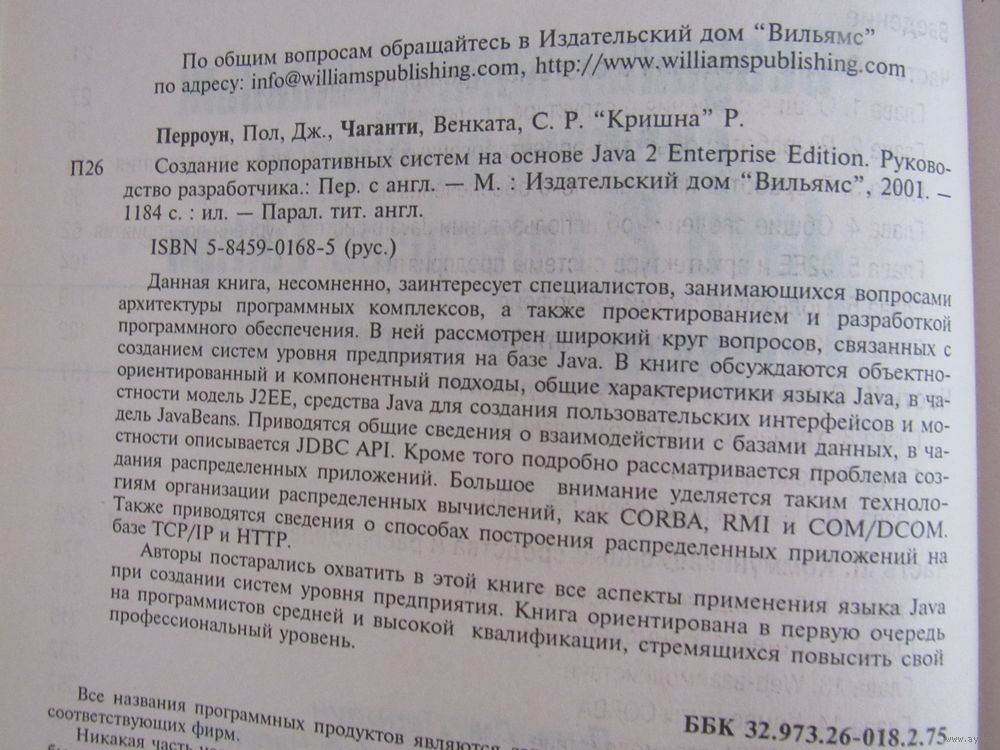 По общим вопросам обращайтесь в Издательский дом “Вильямс”
по адресу: info@williamspublishing.com, http://www.williamspublishing.com
Перроун, Пол, Дж., Чаганти, Венката, С. Р. “Кришна” Р.
П26 Создание корпоративных систем на основе Java 2 Enterprise Edition. Руково-
дство разработчика.: Пер. с англ. — М. : Издательский дом “Вильямс”, 2001. —
1184 с. : ил. — Парал. тит. англ.
ISBN 5-8459-0168-5 (рус.)
Данная книга, несомненно, заинтересует специалистов, занимающихся вопросами
архитектуры программных комплексов, а также проектированием и разработкой
программного обеспечения. В ней рассмотрен широкий круг вопросов, связанных с
созданием систем уровня предприятия на базе Java. В книге обсуждаются объектно-
ориентированный и компонентный подходы, общие характеристики языка Java, в ча-
стности модель J2EE, средства Java для создания пользовательских интерфейсов и мо-
дель JavaBeans. Приводятся общие сведения о взаимодействии с базами данных, в ча-
стности описывается JDBC API. Кроме того подробно рассматривается проблема соз-
дания распределенных приложений. Большое внимание уделяется таким техноло-
гиям организации распределенных вычислений, как CORBA, RMI и COM/DCOM.
Также приводятся сведения о способах построения распределенных приложений на
базе TCP/IP и HTTP.
Авторы постарались охватить в этой книге все аспекты применения языка Java
при создании систем уровня предприятия. Книга ориентирована в первую очередь
на программистов средней и высокой квалификации, стремящихся повысить свой
профессиональный уровень.
ББК 32.973.26-018.2.75
Все названия программных продуктов являются
соответствующих фирм.
Никакая часть
www.ay